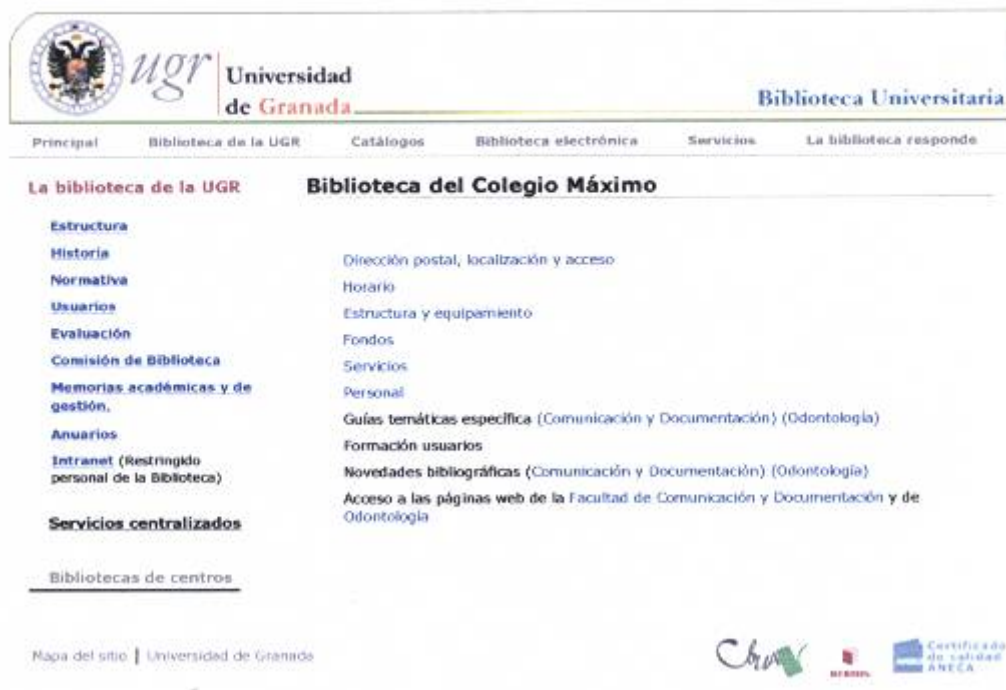 ugr
Universidad
de Granada
Biblioteca Universitaria
Principal Biblioteca de la UGR Catálogos Biblioteca electrónica Servicios La biblioteca responde
La biblioteca de la UGR
Estructura
Historia
Normativa
Usuarios
Evaluación
Comisión de Biblioteca
Memorias académicas y de
gestión.
Anuarios
Intranet (Restringido
personal de la Biblioteca)
Servicios centralizados
Bibliotecas de centros
Biblioteca del Colegio Máximo
Dirección postal, localización y acceso
Horario
Estructura y equipamiento
Fondos
Servicios
Personal
Guías temáticas específica (Comunicación y Documentación) (Odontología)
Formación usuarios
Novedades bibliográficas (Comunicación y Documentación) (Odontología)
Acceso a las páginas web de la Facultad de Comunicación y Documentación y de
Odontología
Mapa del sitio | Universidad de Granada
Certificado
de calidad
ANECA